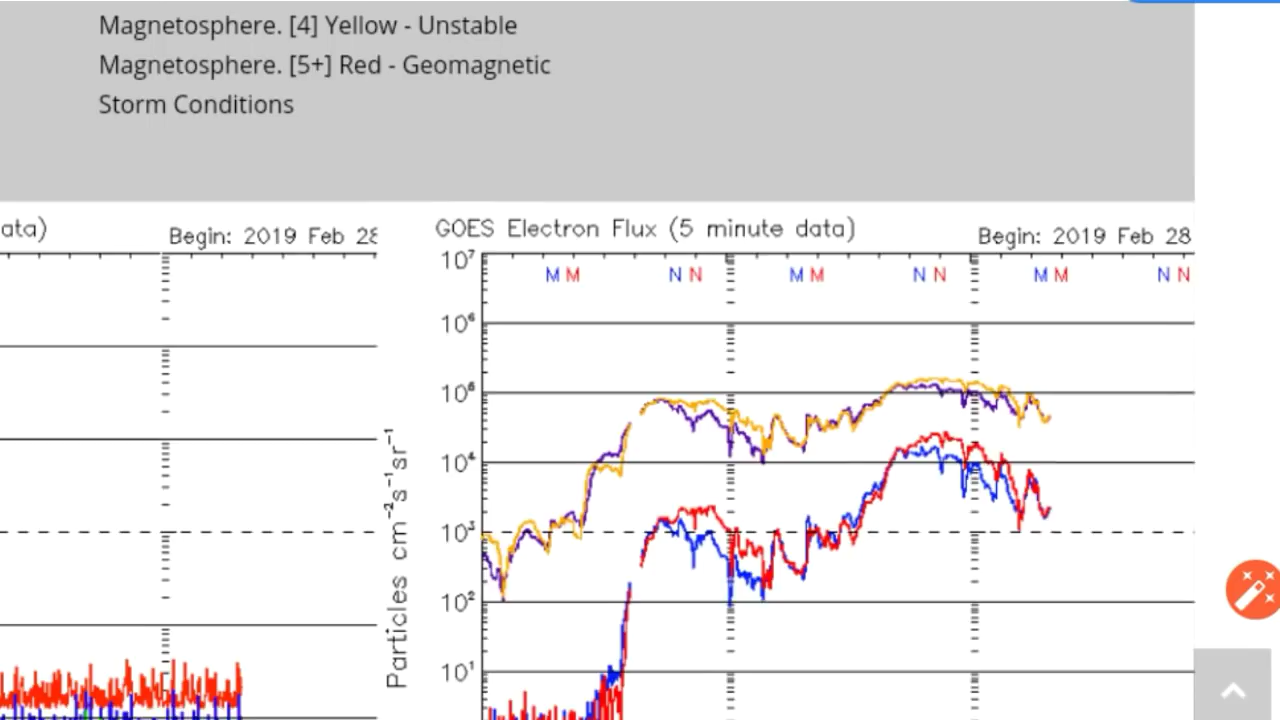 Magnetosphere. [4] Yellow - Unstable
Magnetosphere. [5+] Red - Geomagnetic
Storm Conditions
ata)
Begin: 2019 Feb 28
GOES Electron Flux (5 minute data)
Begin: 2019 Feb 28
10⁷
M M N N M M N N M M N N
10⁶
10⁶
10⁴
10³
10²
10¹
Particles cm⁻²s⁻¹sr⁻¹